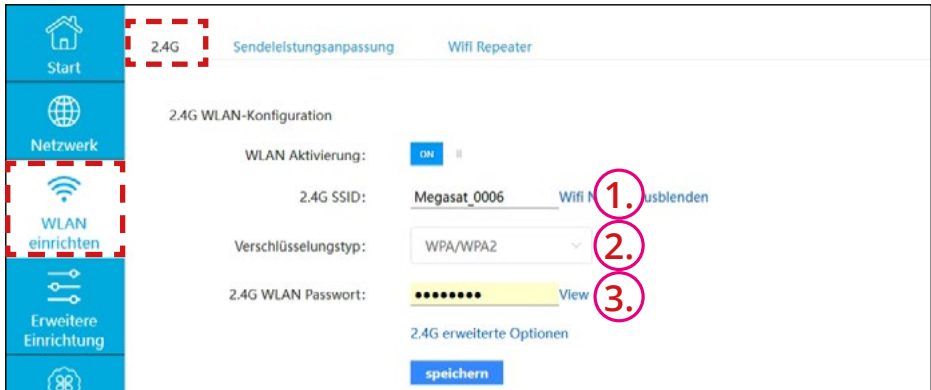 Start
2.4G Sendeleistungsanpassung Wifi Repeater
Netzwerk
2.4G WLAN-Konfiguration
WLAN Aktivierung: ON
WLAN
einrichten
2.4G SSID: Megasat_0006 Wifi N 1. usblenden
Verschlüsselungstyp: WPA/WPA2 2.
2.4G WLAN Passwort: ●●●●●●●● View 3.
Erweitere
Einrichtung
2.4G erweiterte Optionen
speichern